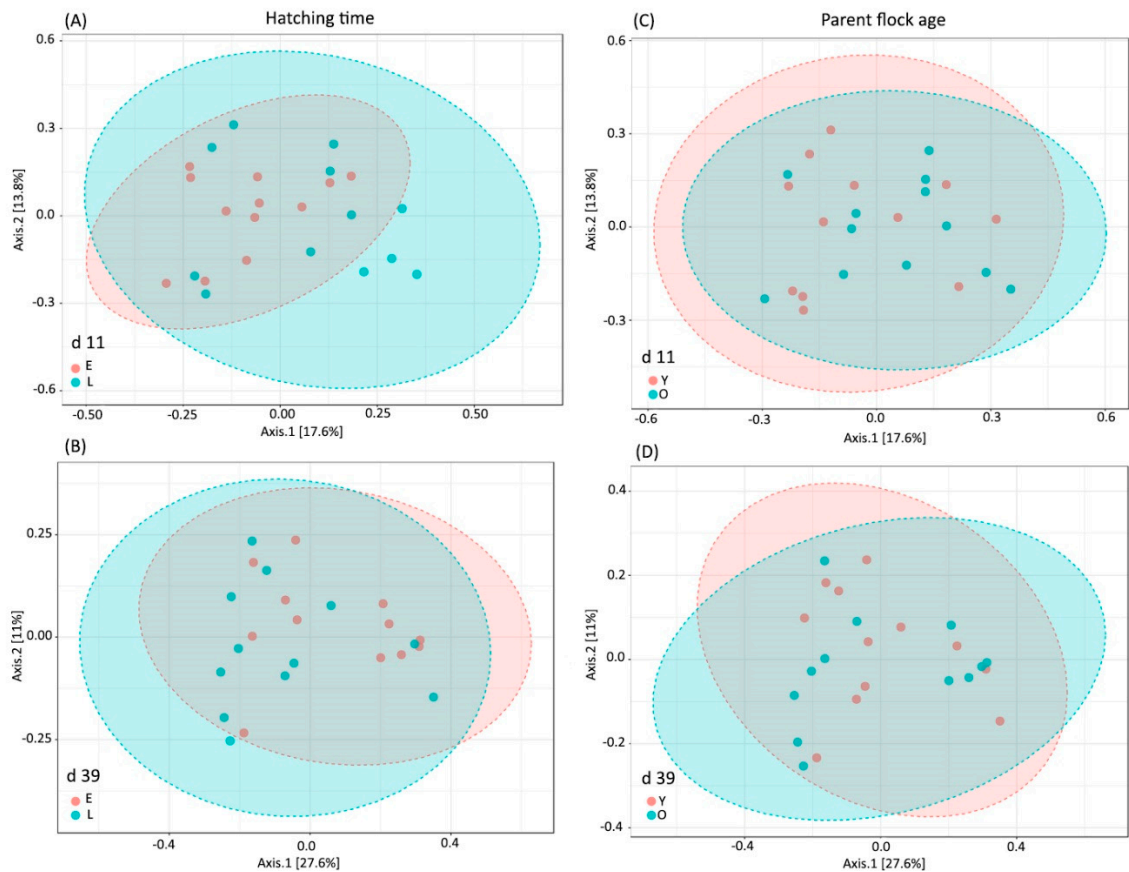 (A)
Hatching time
0.6
0.3
0.0
-0.3
-0.6
Axis.2 [13.8%]
d 11
E
L
-0.50
-0.25
0.00
0.25
0.50
Axis.1 [17.6%]
(C)
Parent flock age
0.6
0.3
0.0
-0.3
Axis.2 [13.8%]
d 11
Y
O
-0.6
-0.3
0.0
0.3
0.6
Axis.1 [17.6%]
(B)
0.25
0.00
-0.25
Axis.2 [11%]
d 39
E
L
-0.4
0.0
0.4
Axis.1 [27.6%]
(D)
0.4
0.2
0.0
-0.2
-0.4
Axis.2 [11%]
d 39
Y
O
-0.4
0.0
0.4
Axis.1 [27.6%]